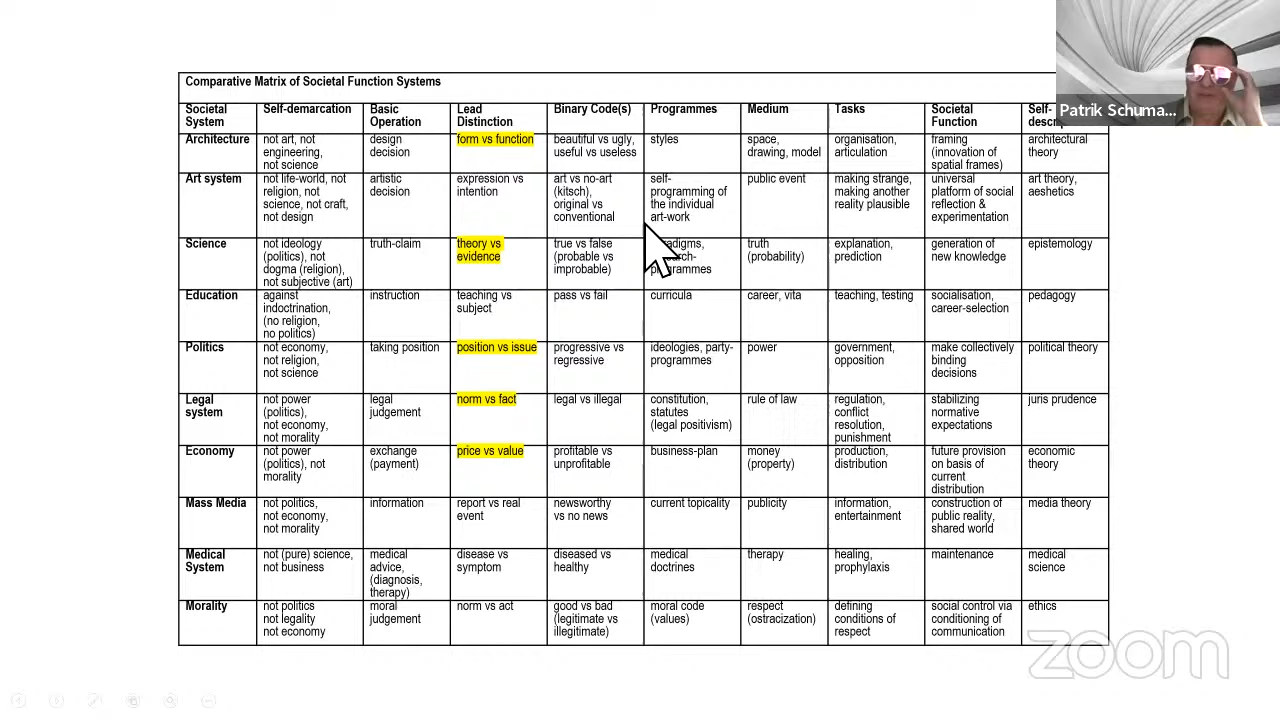 Comparative Matrix of Societal Function Systems
Societal System
Self-demarcation
Basic Operation
Lead Distinction
Binary Code(s)
Programmes
Medium
Tasks
Societal Function
Self-
Patrik Schuma...
Architecture
not art, not engineering, not science
design decision
form vs function
beautiful vs ugly, useful vs useless
styles
space, drawing, model
organisation, articulation
framing (innovation of spatial frames)
architectural theory
Art system
not life-world, not religion, not science, not craft, not design
artistic decision
expression vs intention
art vs no-art (kitsch), original vs conventional
self-programming of the individual art-work
public event
making strange, making another reality plausible
universal platform of social reflection & experimentation
art theory, aeshetics
Science
not ideology (politics), not dogma (religion), not subjective (art)
truth-claim
theory vs evidence
true vs false (probable vs improbable)
programmes
truth (probability)
explanation, prediction
generation of new knowledge
epistemology
Education
against indoctrination, (no religion, no politics)
instruction
teaching vs subject
pass vs fail
curricula
career, vita
teaching, testing
socialisation, career-selection
pedagogy
Politics
not economy, not religion, not science
taking position
position vs issue
progressive vs regressive
ideologies, party-programmes
power
government, opposition
make collectively binding decisions
political theory
Legal system
not power (politics), not economy, not morality
legal judgement
norm vs fact
legal vs illegal
constitution, statutes (legal positivism)
rule of law
regulation, conflict resolution, punishment
stabilizing normative expectations
juris prudence
Economy
not power (politics), not morality
exchange (payment)
price vs value
profitable vs unprofitable
business-plan
money (property)
production, distribution
future provision on basis of current distribution
economic theory
Mass Media
not politics, not economy, not morality
information
report vs real event
newsworthy vs no news
current topicality
publicity
information, entertainment
construction of public reality, shared world
media theory
Medical System
not (pure) science, not business
medical advice, (diagnosis, therapy)
disease vs symptom
diseased vs healthy
medical doctrines
therapy
healing, prophylaxis
maintenance
medical science
Morality
not politics not legality not economy
moral judgement
norm vs act
good vs bad (legitimate vs illegitimate)
moral code (values)
respect (ostracization)
defining conditions of respect
social control via conditioning of communication
ethics
zoom